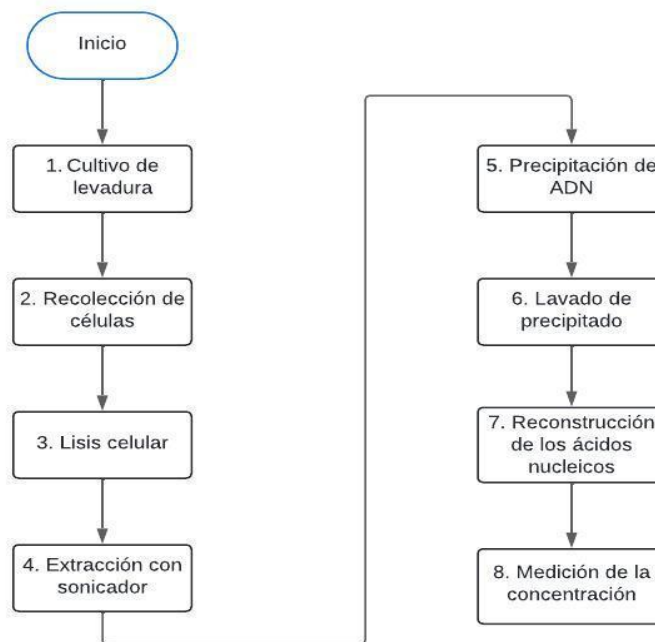 Inicio
1. Cultivo de
levadura
2. Recolección de
células
3. Lisis celular
4. Extracción con
sonicador
5. Precipitación de
ADN
6. Lavado de
precipitado
7. Reconstrucción
de los ácidos
nucleicos
8. Medición de la
concentración